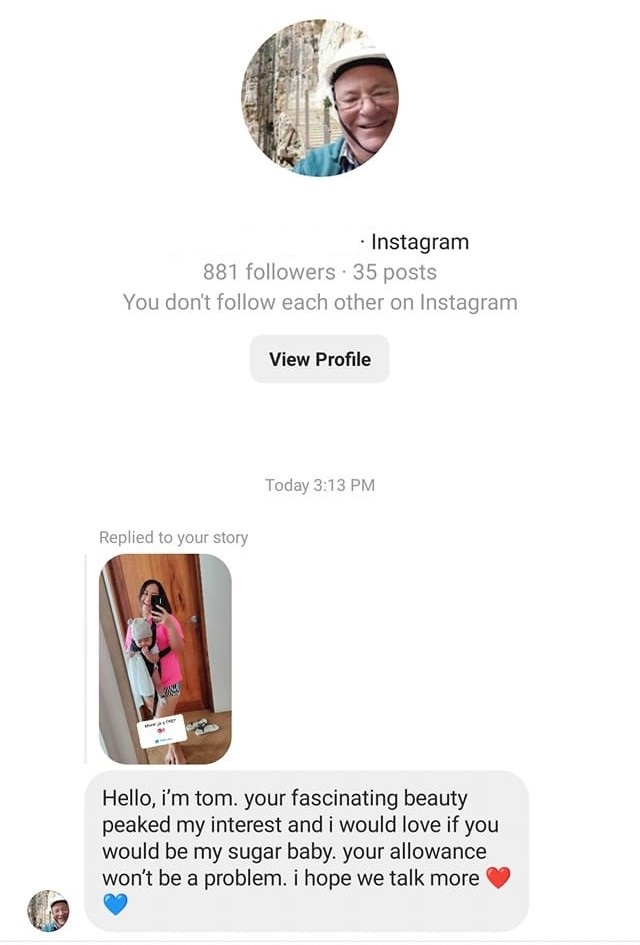 · Instagram
881 followers · 35 posts
You don't follow each other on Instagram
View Profile
Today 3:13 PM
Replied to your story
Hello, i’m tom. your fascinating beauty
peaked my interest and i would love if you
would be my sugar baby. your allowance
won’t be a problem. i hope we talk more ❤️
💙